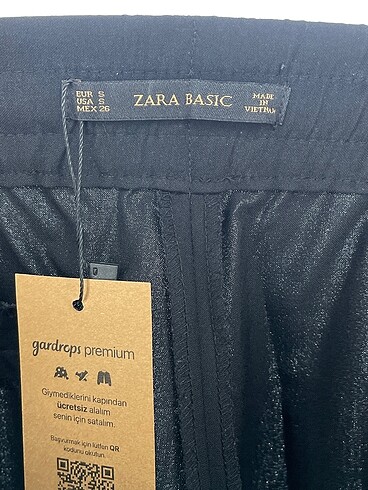 EUR S
USA S
MEX 26
ZARA BASIC
MADE
IN
VIETNAM
gardrops premium
Giymediklerini kapından
ücretsiz alalım
senin için satalım.
Başvurmak için lütfen QR
kodunu okutun.